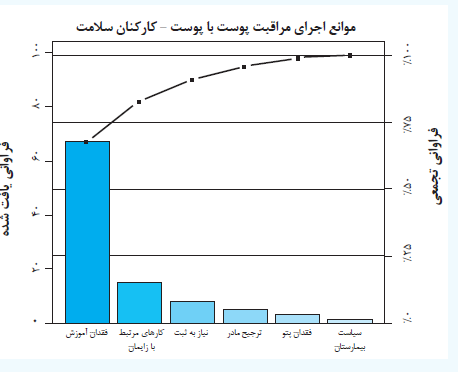 موانع اجرای مراقبت پوست با پوست - کارکنان سلامت
فراوانی یافت شده
۱۰۰
۸۰
۶۰
۴۰
۲۰
۰
فراوانی تجمعی
٪۱۰۰
٪۷۵
٪۵۰
٪۲۵
٪۰
فقدان آموزش
کارهای مرتبط
با زایمان
نیاز به ثبت
ترجیح مادر
فقدان پتو
سیاست
بیمارستان